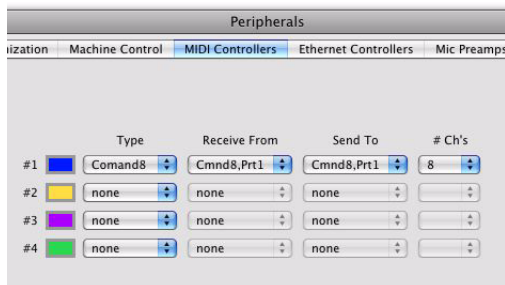 Peripherals
ization Machine Control MIDI Controllers Ethernet Controllers Mic Preamps
Type Receive From Send To # Ch's
#1 Comand8 Cmnd8,Prt1 Cmnd8,Prt1 8
#2 none none none
#3 none none none
#4 none none none